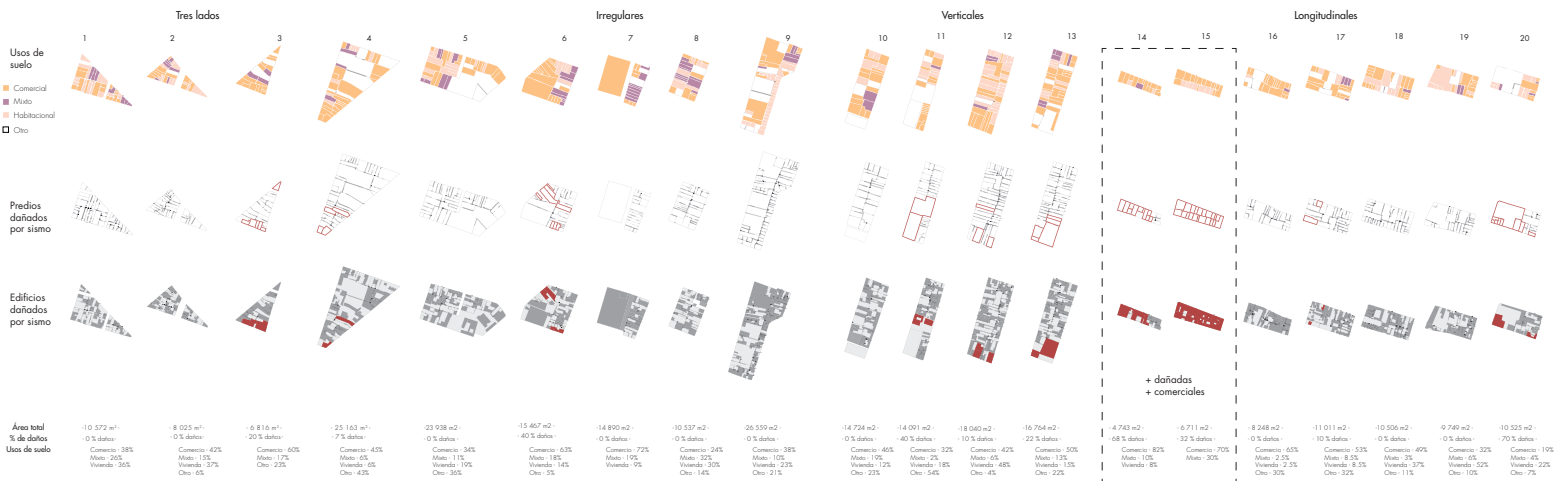 Tres lados
Irregulares
Verticales
Longitudinales
1
2
3
4
5
6
7
8
9
10
11
12
13
14
15
16
17
18
19
20
Usos de
suelo
Comercial
Mixto
Habitacional
Otro
Predios
dañados
por sismo
Edificios
dañados
por sismo
+ dañadas
+ comerciales
Área total
% de daños
Usos de suelo
-10 572 m² -
- 0 % daños -
Comercio - 38%
Mixto - 26%
Vivienda - 36%
- 8 025 m² -
- 0 % daños -
Comercio - 42%
Mixto - 15%
Vivienda - 37%
Otro - 6%
- 6 816 m² -
- 20 % daños -
Comercio - 60%
Mixto - 17%
Otro - 23%
- 25 163 m² -
- 7 % daños -
Comercio - 45%
Mixto - 6%
Vivienda - 6%
Otro - 43%
-23 938 m2 -
- 0 % daños -
Comercio - 34%
Mixto - 11%
Vivienda - 19%
Otro - 36%
-15 467 m2 -
- 40 % daños -
Comercio - 63%
Mixto - 18%
Vivienda - 14%
Otro - 5%
- 14 890 m2 -
- 0 % daños -
Comercio - 72%
Mixto - 19%
Vivienda - 9%
- 10 537 m2 -
- 0 % daños -
Comercio - 24%
Mixto - 32%
Vivienda - 30%
Otro - 14%
-26 559 m2 -
- 0 % daños -
Comercio - 38%
Mixto - 10%
Vivienda - 23%
Otro - 21%
- 14 724 m2 -
- 0 % daños -
Comercio - 46%
Mixto - 19%
Vivienda - 12%
Otro - 23%
- 14 091 m2 -
- 40 % daños -
Comercio - 32%
Mixto - 2%
Vivienda - 18%
Otro - 54%
-18 040 m2 -
- 10 % daños -
Comercio - 42%
Mixto - 6%
Vivienda - 48%
Otro - 4%
-16 764 m2 -
- 22 % daños -
Comercio - 50%
Mixto - 13%
Vivienda - 15%
Otro - 22%
- 4 743 m2 -
- 68 % daños -
Comercio - 82%
Mixto - 10%
Vivienda - 8%
- 6 711 m2 -
- 32 % daños -
Comercio - 70%
Mixto - 30%
- 8 248 m2 -
- 0 % daños -
Comercio - 65%
Mixto - 2.5%
Vivienda - 2.5%
Otro - 30%
- 11 011 m2 -
- 10 % daños -
Comercio - 53%
Mixto - 8.5%
Vivienda - 8.5%
Otro - 32%
- 10 506 m2 -
- 0 % daños -
Comercio - 49%
Mixto - 3%
Vivienda - 37%
Otro - 11%
- 9 749 m2 -
- 0 % daños -
Comercio - 32%
Mixto - 6%
Vivienda - 52%
Otro - 10%
- 10 525 m2 -
- 70 % daños -
Comercio - 19%
Mixto - 4%
Vivienda - 22%
Otro - 7%